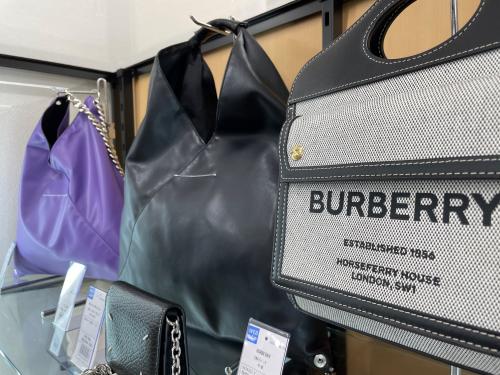 BURBERRY
ESTABLISHED 1856
HORSEFERRY HOUSE
LONDON, SW1